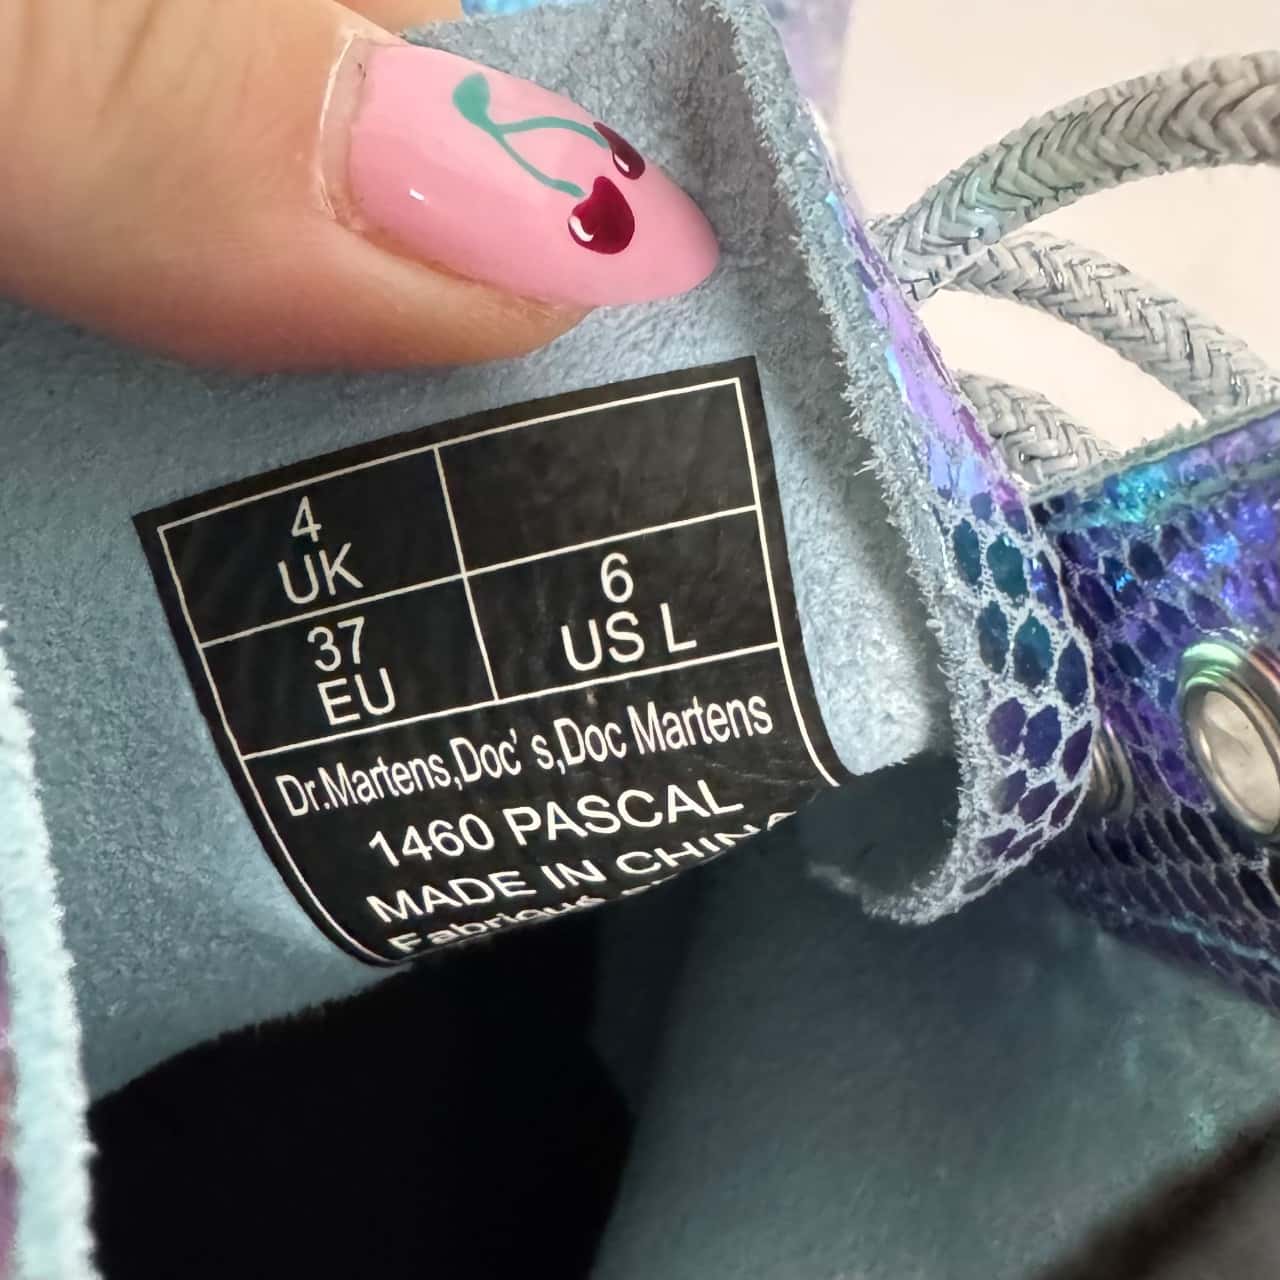 4
UK
6
US L
37
EU
Dr.Martens,Doc's,Doc Martens
1460 PASCAL
MADE IN CHINA